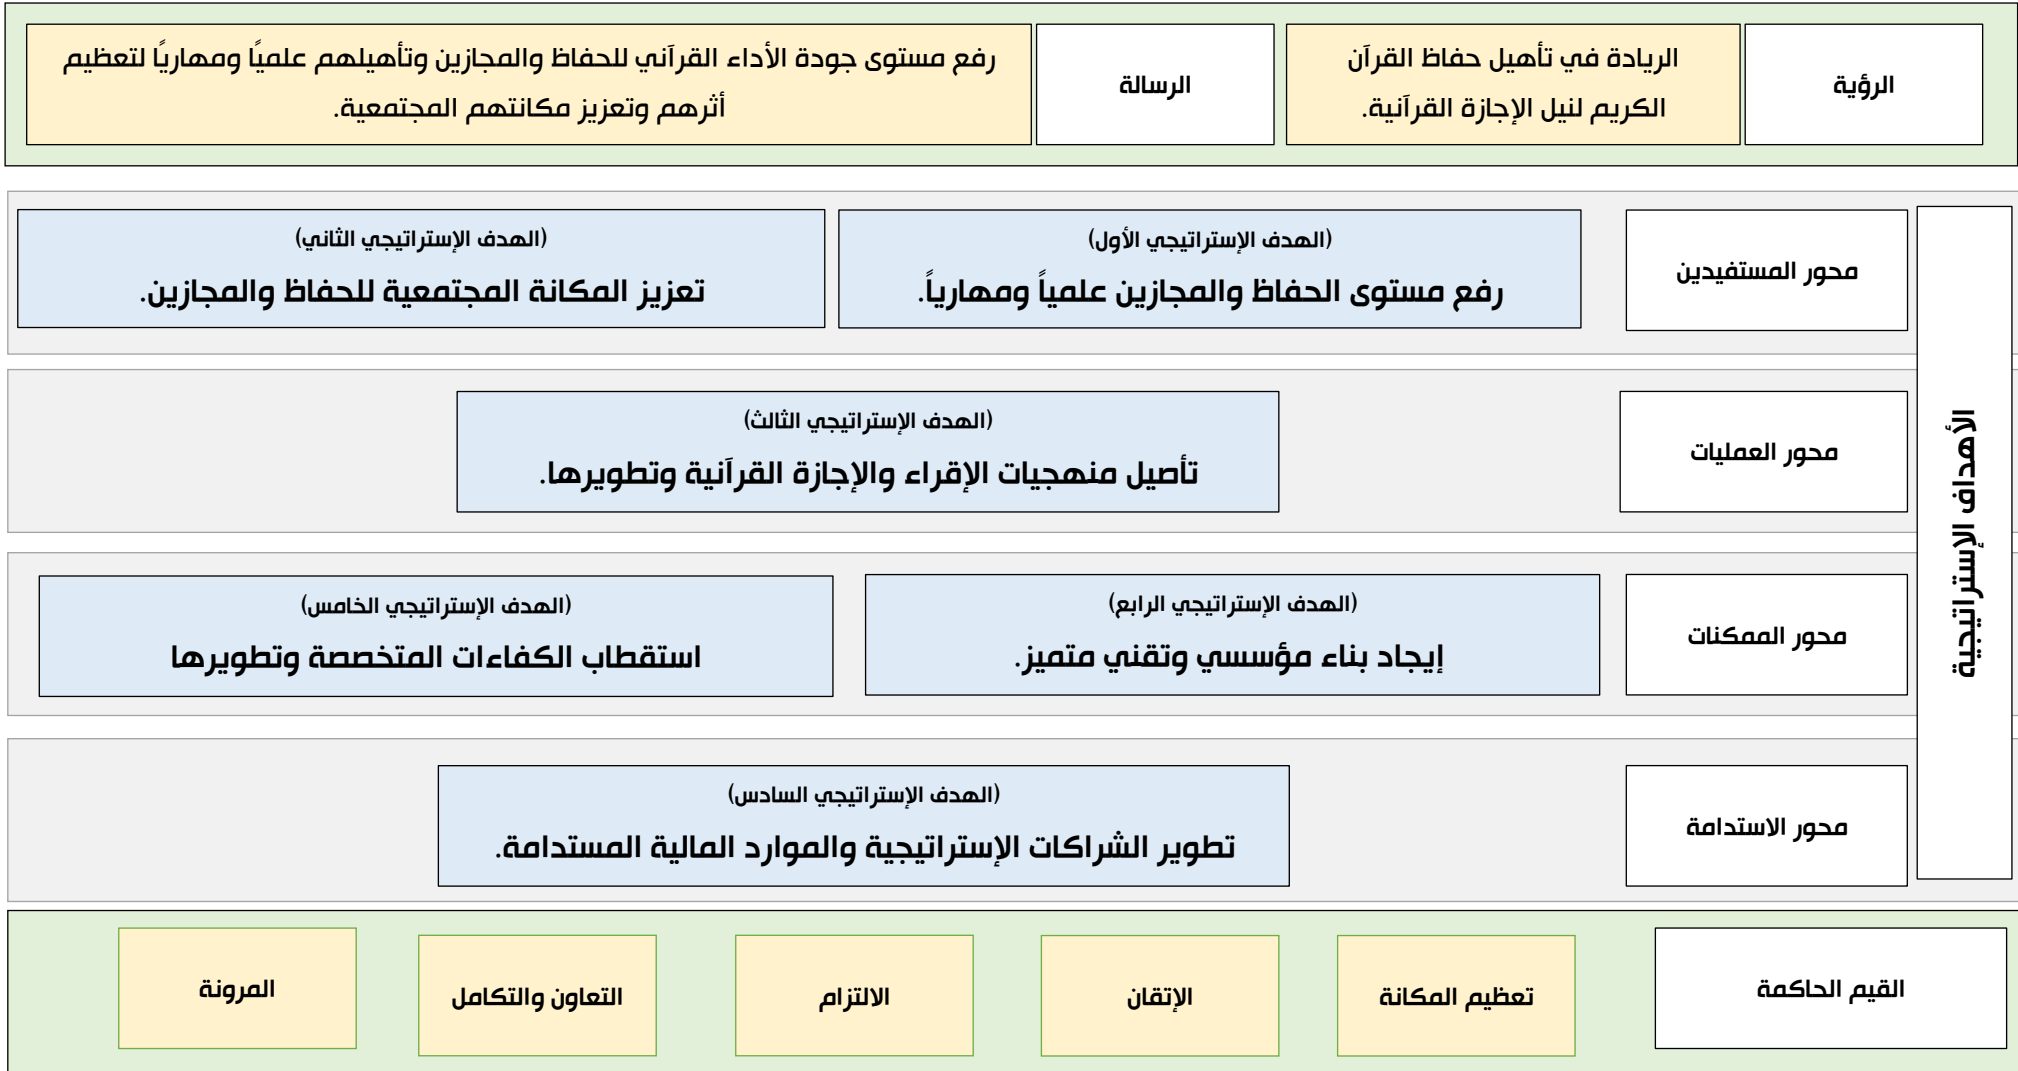 الرؤية
الريادة في تأهيل حفاظ القرآن
الكريم لنيل الإجازة القرآنية.
الرسالة
رفع مستوى جودة الأداء القرآني للحفاظ والمجازين وتأهيلهم علميًا ومهاريًا لتعظيم
أثرهم وتعزيز مكانتهم المجتمعية.
الأهداف الإستراتيجية
محور المستفيدين
(الهدف الإستراتيجي الأول)
رفع مستوى الحفاظ والمجازين علمياً ومهارياً.
(الهدف الإستراتيجي الثاني)
تعزيز المكانة المجتمعية للحفاظ والمجازين.
محور العمليات
(الهدف الإستراتيجي الثالث)
تأصيل منهجيات الإقراء والإجازة القرآنية وتطويرها.
محور الممكنات
(الهدف الإستراتيجي الرابع)
إيجاد بناء مؤسسي وتقني متميز.
(الهدف الإستراتيجي الخامس)
استقطاب الكفاءات المتخصصة وتطويرها
محور الاستدامة
(الهدف الإستراتيجي السادس)
تطوير الشراكات الإستراتيجية والموارد المالية المستدامة.
القيم الحاكمة
تعظيم المكانة
الإتقان
الالتزام
التعاون والتكامل
المرونة